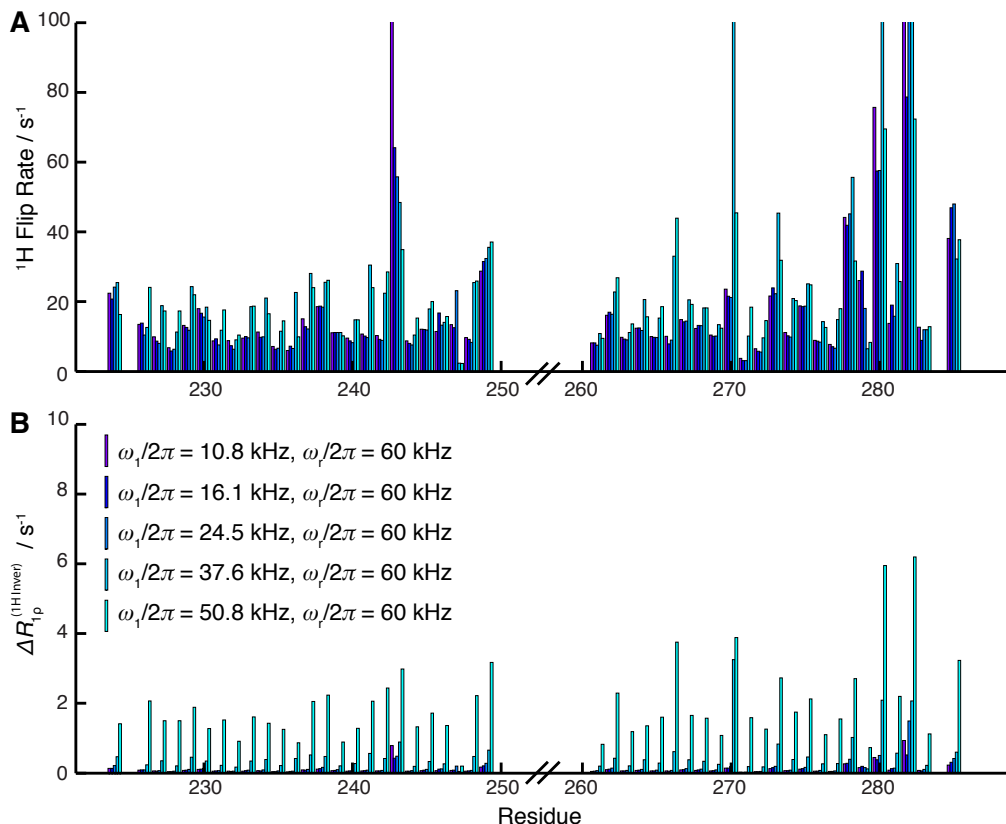 A
100
80
60
40
20
0
¹H Flip Rate / s⁻¹
230
240
250
260
270
280
B
10
8
6
4
2
0
ΔR₁ρ^(1H Inver) / s⁻¹
ω₁/2π = 10.8 kHz, ωᵣ/2π = 60 kHz
ω₁/2π = 16.1 kHz, ωᵣ/2π = 60 kHz
ω₁/2π = 24.5 kHz, ωᵣ/2π = 60 kHz
ω₁/2π = 37.6 kHz, ωᵣ/2π = 60 kHz
ω₁/2π = 50.8 kHz, ωᵣ/2π = 60 kHz
230
240
250
260
270
280
Residue